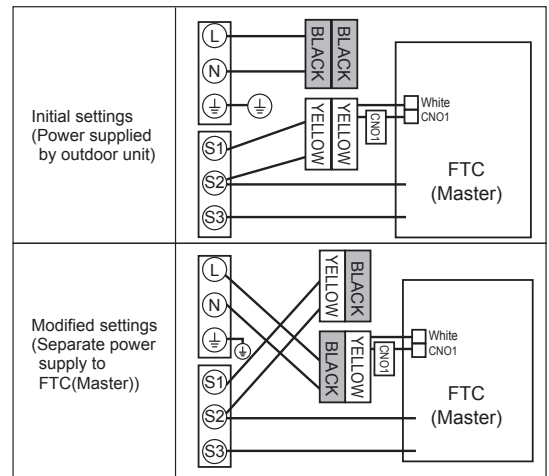 Initial settings
(Power supplied
by outdoor unit)
L
N
S1
S2
S3
BLACK
BLACK
YELLOW
YELLOW
CNO1
White
CNO1
FTC
(Master)
Modified settings
(Separate power
supply to
FTC(Master))
L
N
S1
S2
S3
YELLOW
BLACK
BLACK
YELLOW
CNO1
White
CNO1
FTC
(Master)